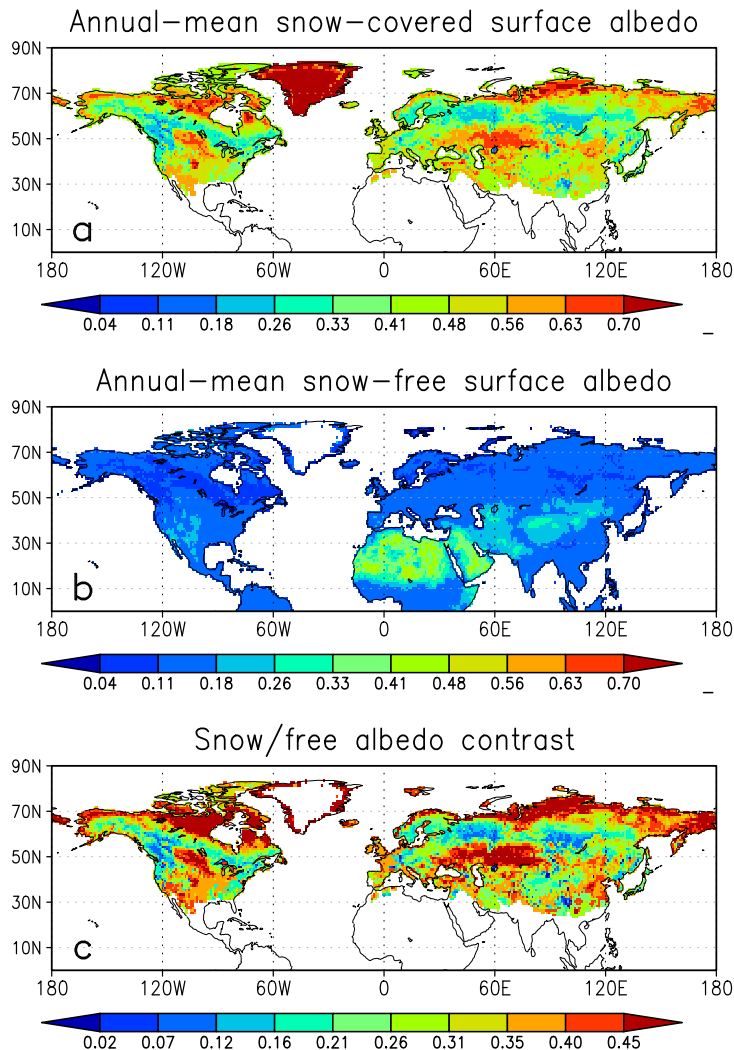 Annual-mean snow-covered surface albedo
90N
70N
50N
30N
10N
a
180 120W 60W 0 60E 120E 180
0.04 0.11 0.18 0.26 0.33 0.41 0.48 0.56 0.63 0.70
-
Annual-mean snow-free surface albedo
90N
70N
50N
30N
10N
b
180 120W 60W 0 60E 120E 180
0.04 0.11 0.18 0.26 0.33 0.41 0.48 0.56 0.63 0.70
-
Snow/free albedo contrast
90N
70N
50N
30N
10N
c
180 120W 60W 0 60E 120E 180
0.02 0.07 0.12 0.16 0.21 0.26 0.31 0.35 0.40 0.45